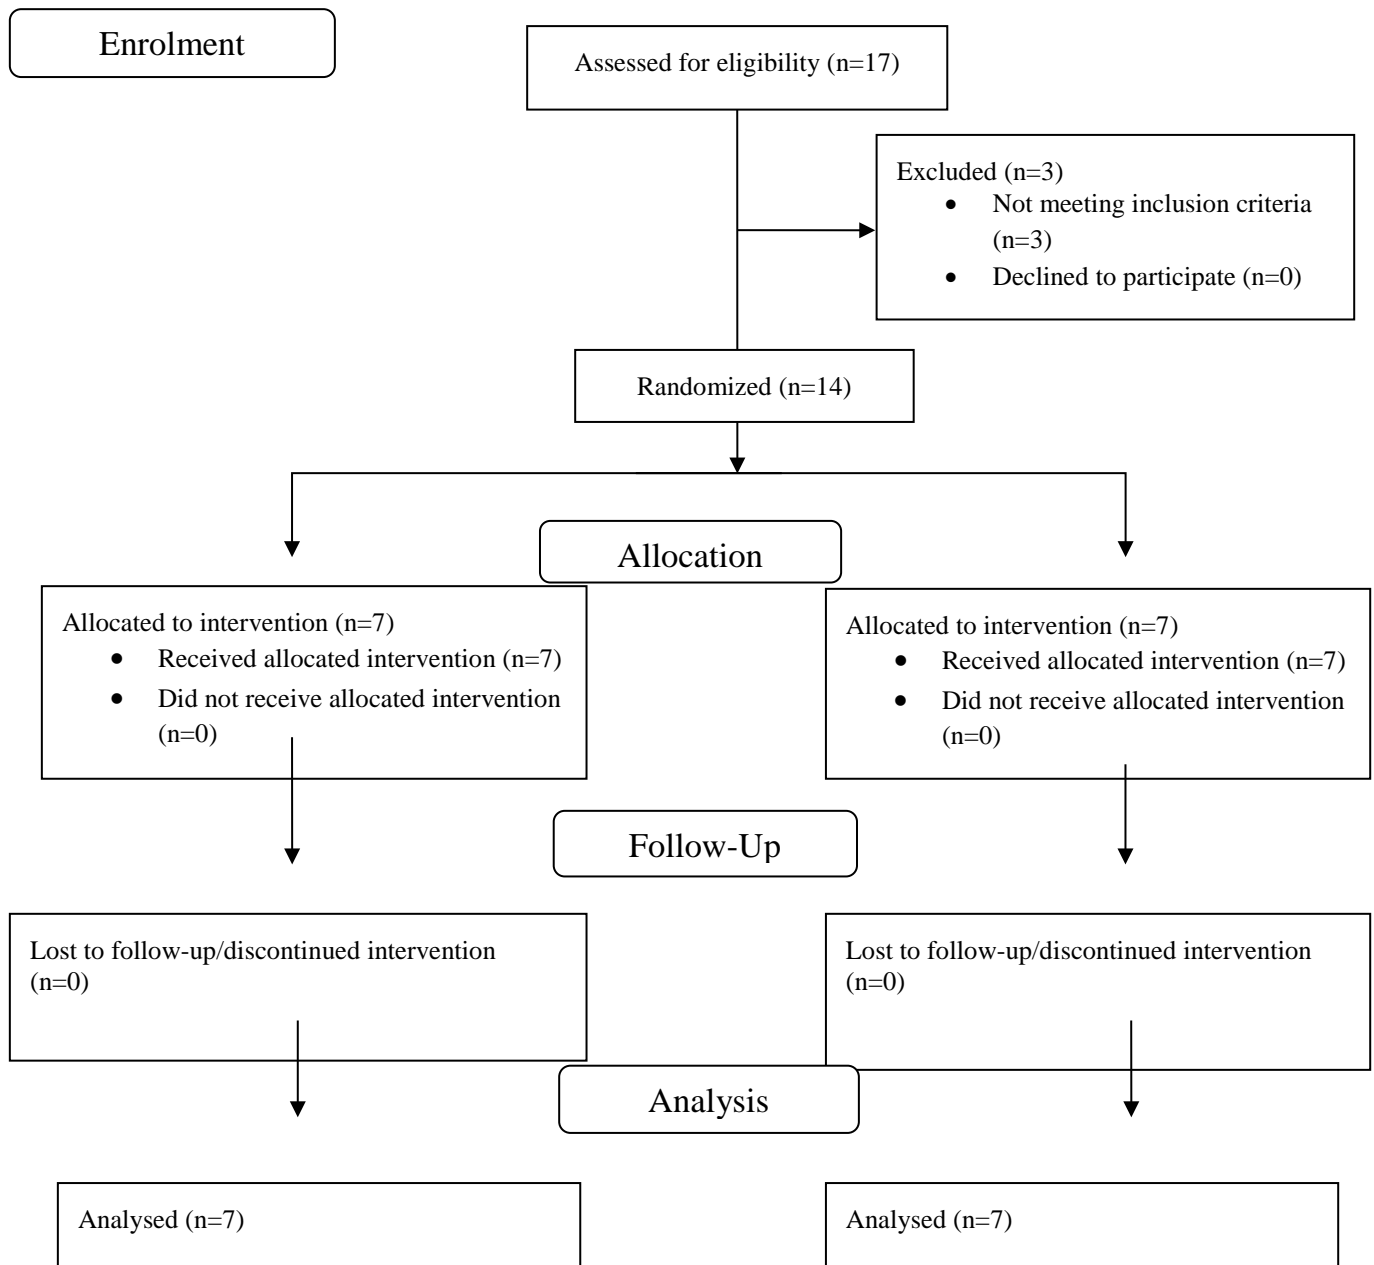 Enrolment
Assessed for eligibility (n=17)
Excluded (n=3)
• Not meeting inclusion criteria
(n=3)
• Declined to participate (n=0)
Randomized (n=14)
Allocation
Allocated to intervention (n=7)
• Received allocated intervention (n=7)
• Did not receive allocated intervention
(n=0)
Allocated to intervention (n=7)
• Received allocated intervention (n=7)
• Did not receive allocated intervention
(n=0)
Follow-Up
Lost to follow-up/discontinued intervention
(n=0)
Lost to follow-up/discontinued intervention
(n=0)
Analysis
Analysed (n=7)
Analysed (n=7)